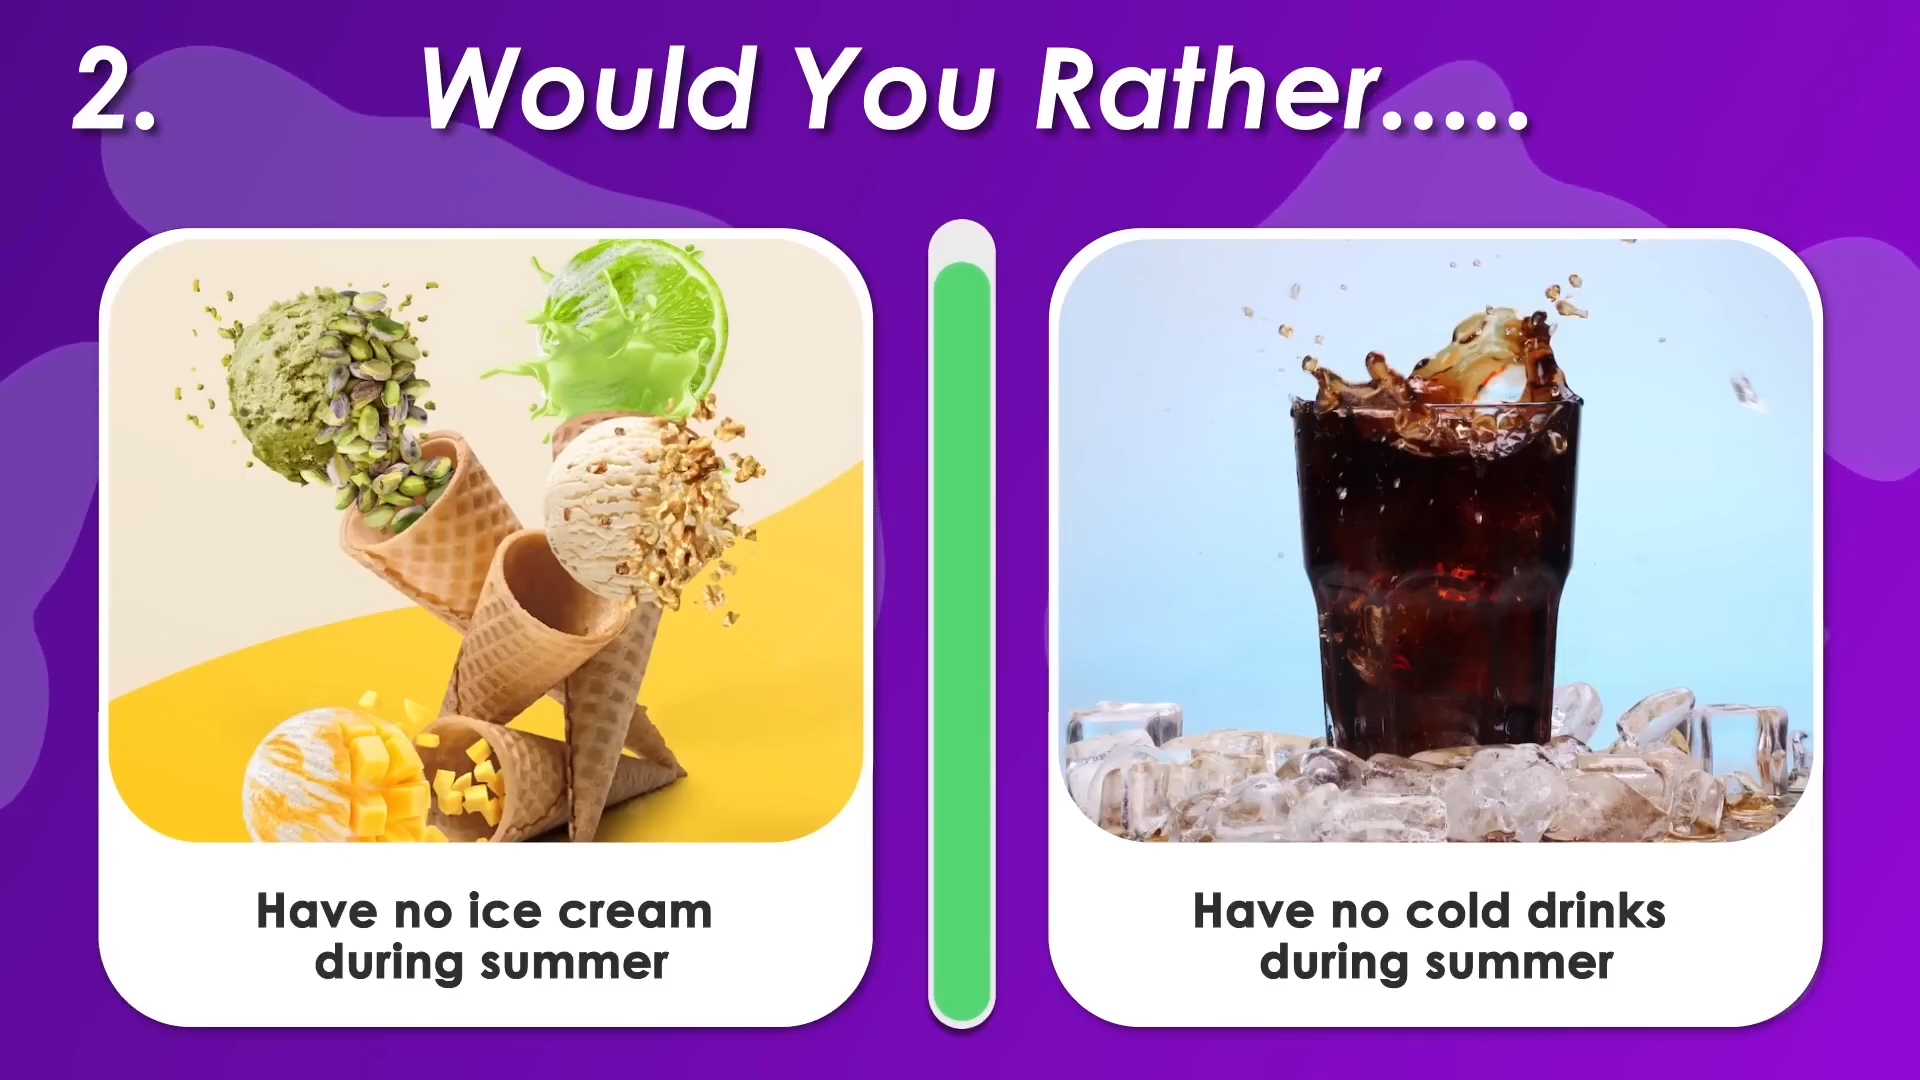 2.
Would You Rather.....
Have no ice cream
during summer
Have no cold drinks
during summer